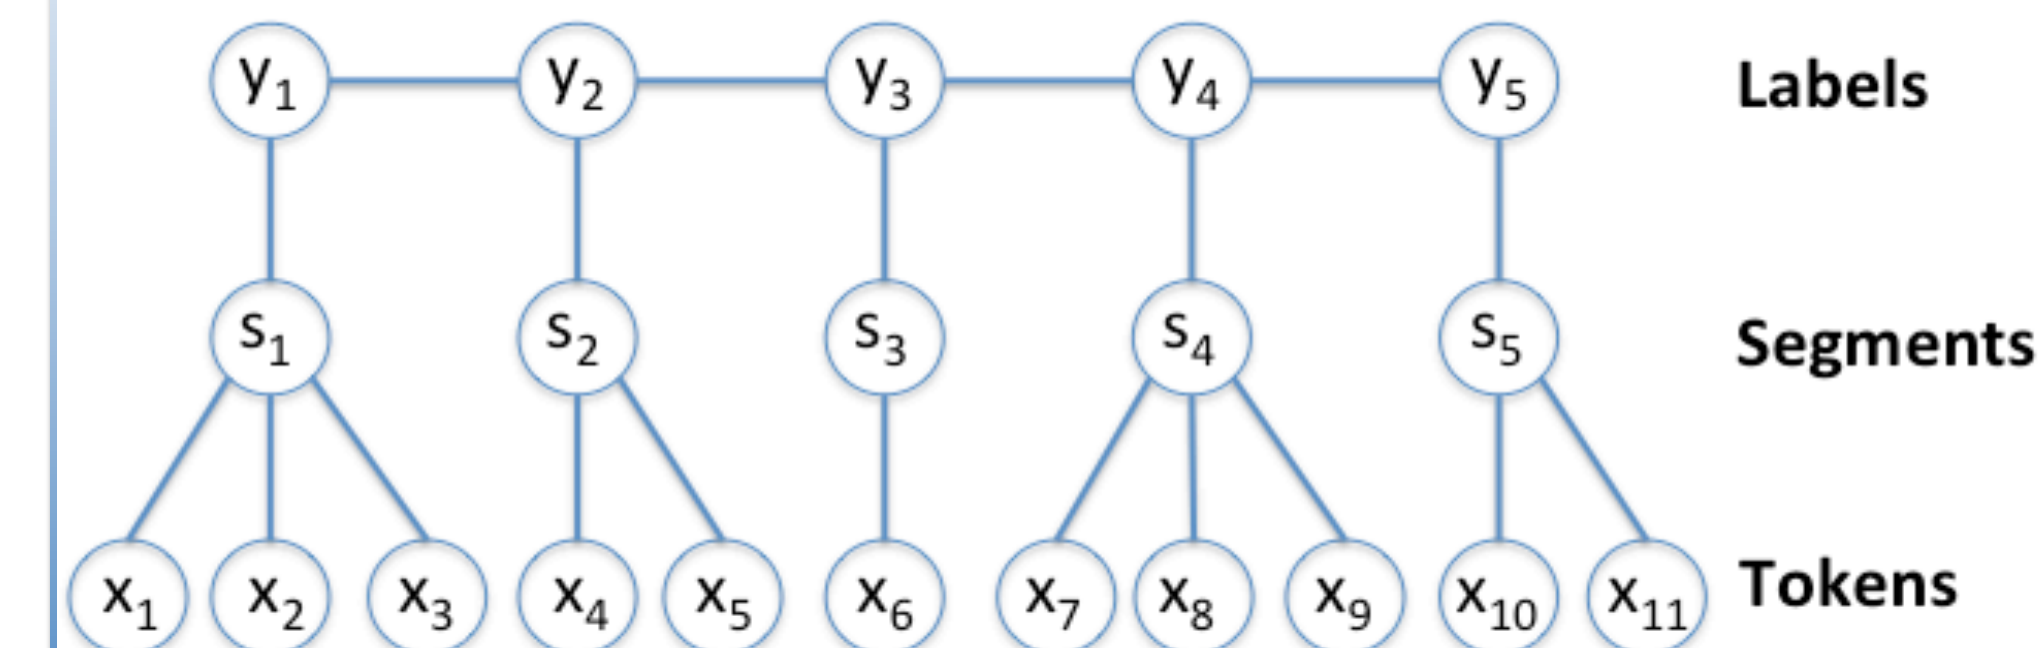 y₁ y₂ y₃ y₄ y₅ Labels
s₁ s₂ s₃ s₄ s₅ Segments
x₁ x₂ x₃ x₄ x₅ x₆ x₇ x₈ x₉ x₁₀ x₁₁ Tokens